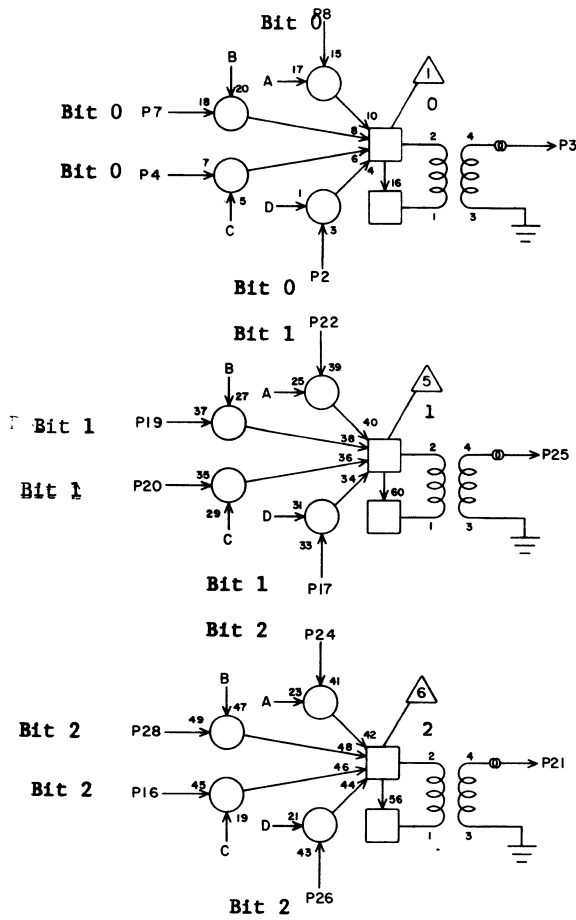 Bit 0 P8
15
B
A 17
1
20
10
0
Bit 0 P7 18
8
2 4
P3
7
6
Bit 0 P4
4
16
5
D 1
3
1 3
C
P2
Bit 0
Bit 1 P22
39
B
A 25
5
27
40
1
Bit 1 P19 37
38
2 4
P25
35
36
Bit 1 P20
34
60
29
D 31
33
1 3
C
Bit 1 P17
Bit 2 P24
41
B
A 23
6
47
42
2
Bit 2 P28 49
48
2 4
P21
45
46
Bit 2 P16
44
56
19
D 21
43
1 3
C
Bit 2 P26